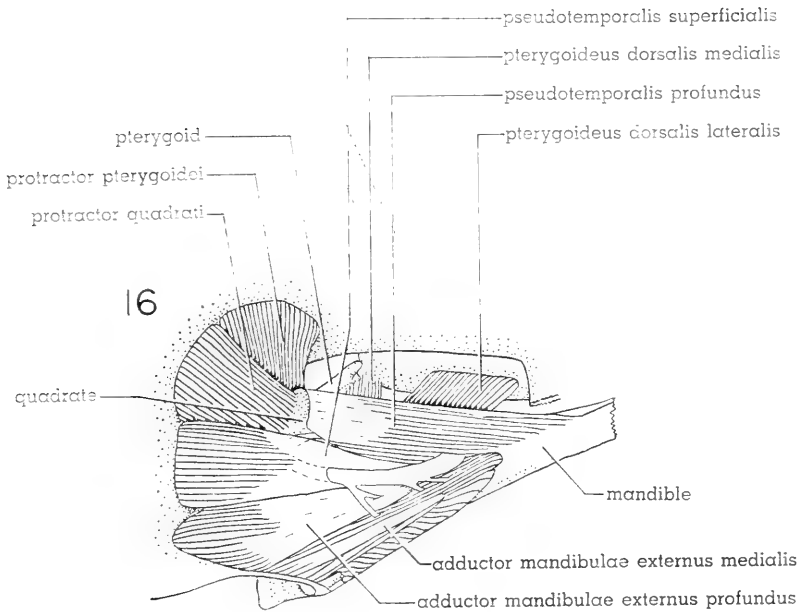 pseudotemporalis superficialis
pterygoideus dorsalis medialis
pseudotemporalis profundus
pterygoideus dorsalis lateralis
pterygoid
protractor pterygoidei
protractor quadrati
16
quadrate
mandible
adductor mandibulae externus medialis
adductor mandibulae externus profundus